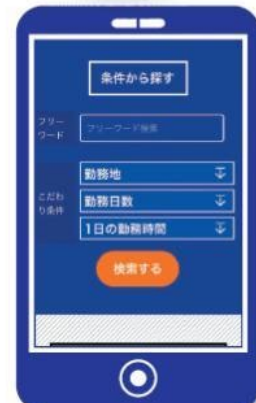 条件から探す
フリー
ワード
フリーワード検索
勤務地
こだわ
り条件
勤務日数
1日の勤務時間
検索する